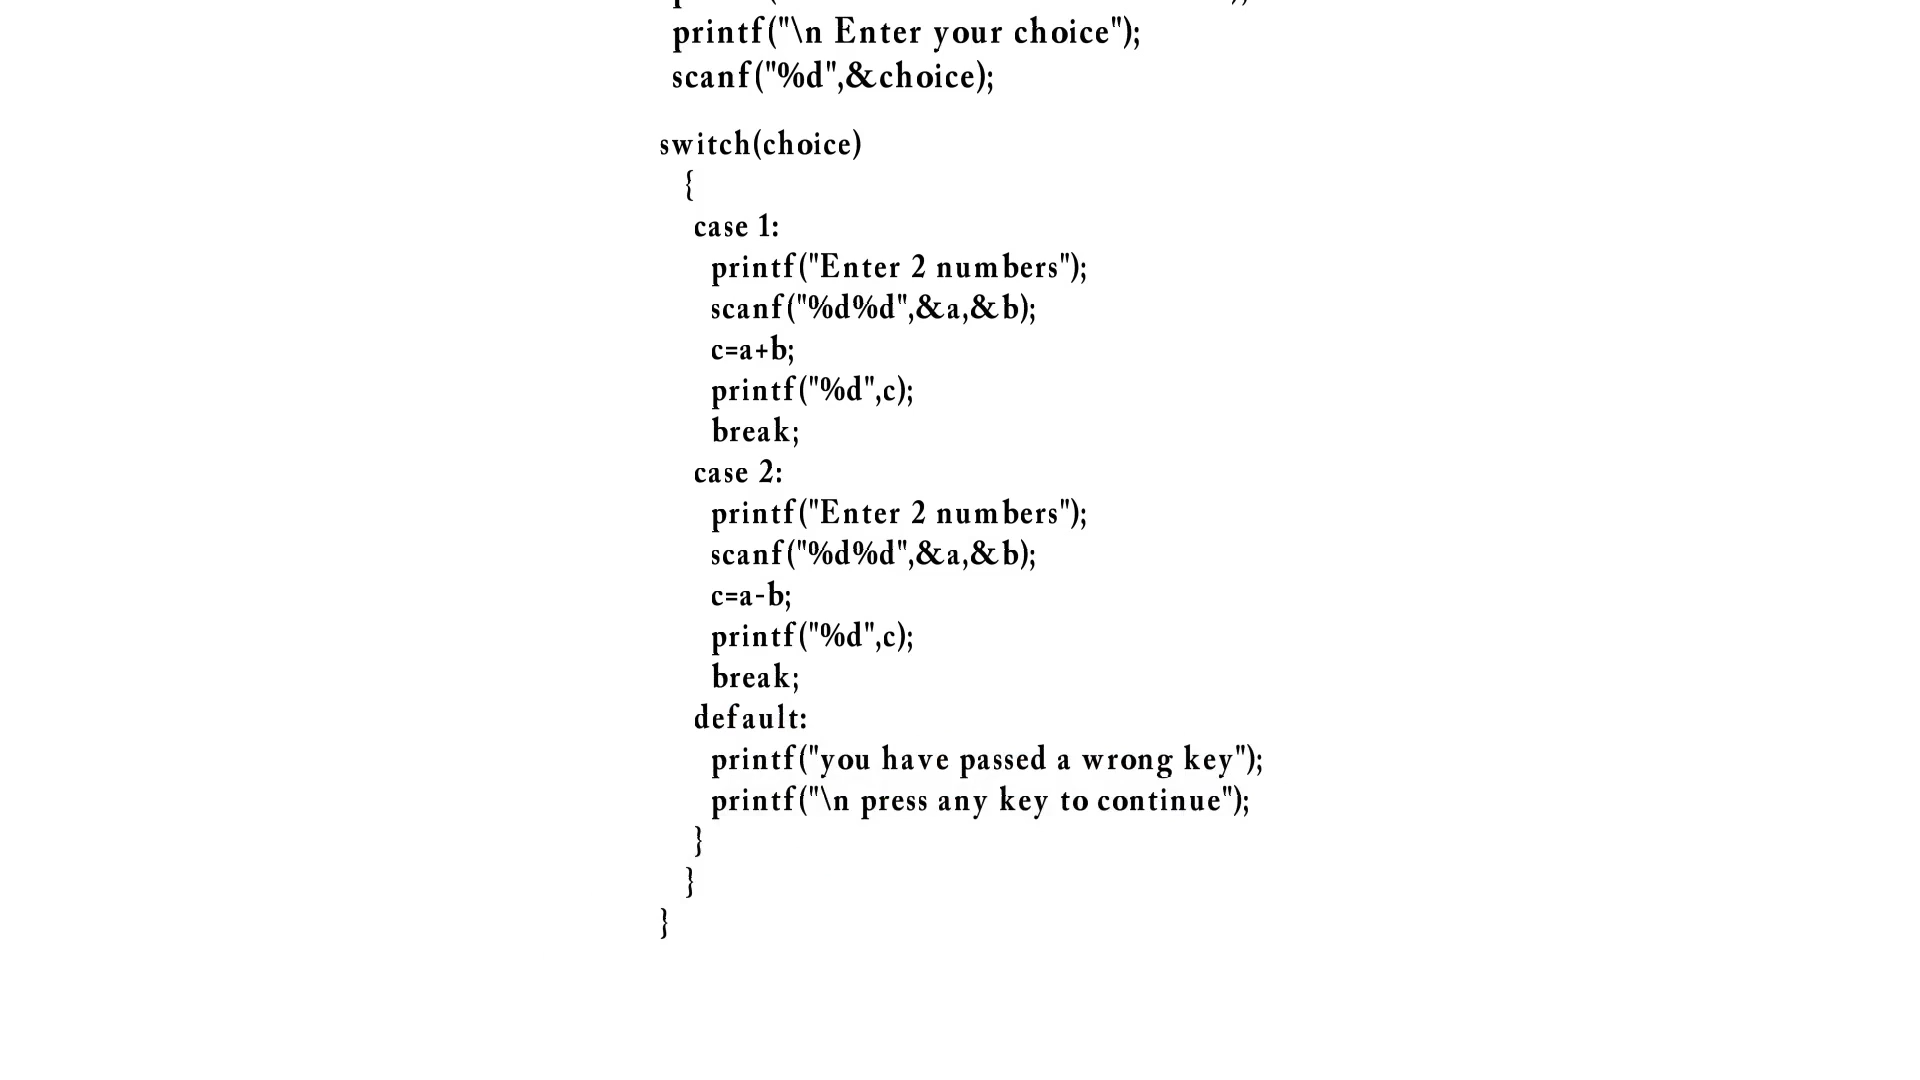 printf("\n Enter your choice");
scanf("%d",&choice);
switch(choice)
{
case 1:
printf("Enter 2 numbers");
scanf("%d%d",&a,&b);
c=a+b;
printf("%d",c);
break;
case 2:
printf("Enter 2 numbers");
scanf("%d%d",&a,&b);
c=a-b;
printf("%d",c);
break;
default:
printf("you have passed a wrong key");
printf("\n press any key to continue");
}
}
}